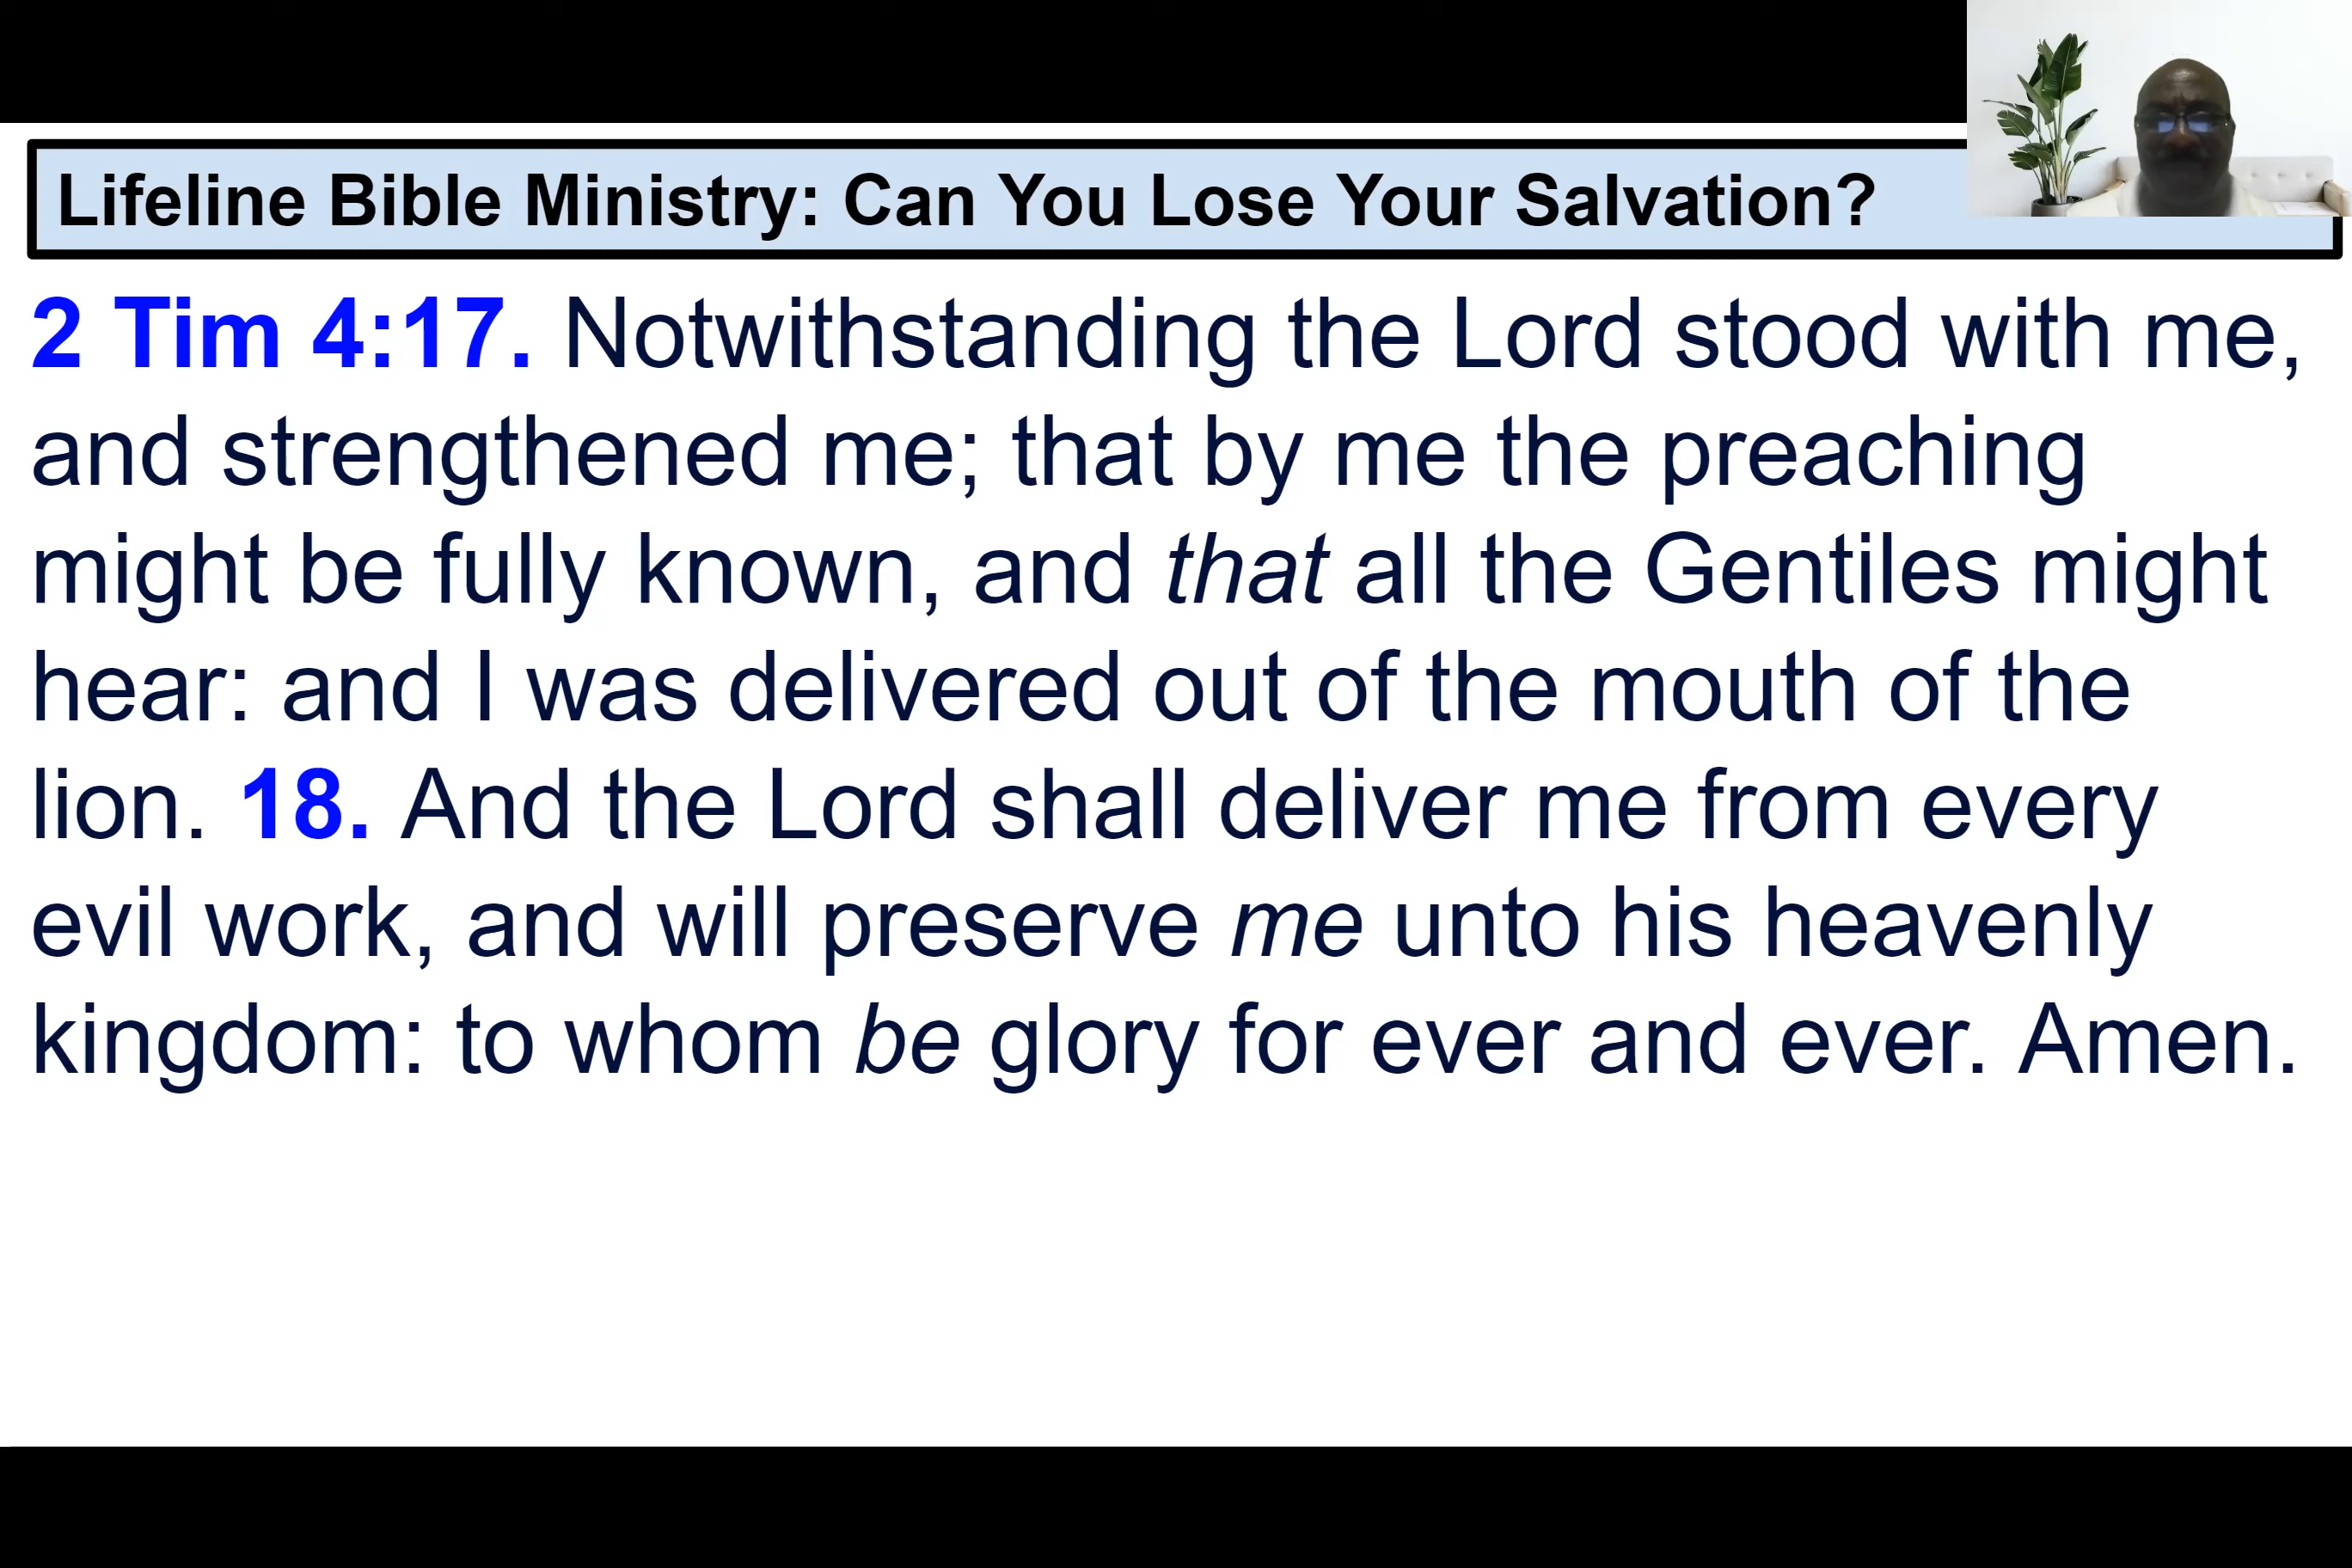 Lifeline Bible Ministry: Can You Lose Your Salvation?
2 Tim 4:17. Notwithstanding the Lord stood with me,
and strengthened me; that by me the preaching
might be fully known, and that all the Gentiles might
hear: and I was delivered out of the mouth of the
lion. 18. And the Lord shall deliver me from every
evil work, and will preserve me unto his heavenly
kingdom: to whom be glory for ever and ever. Amen.